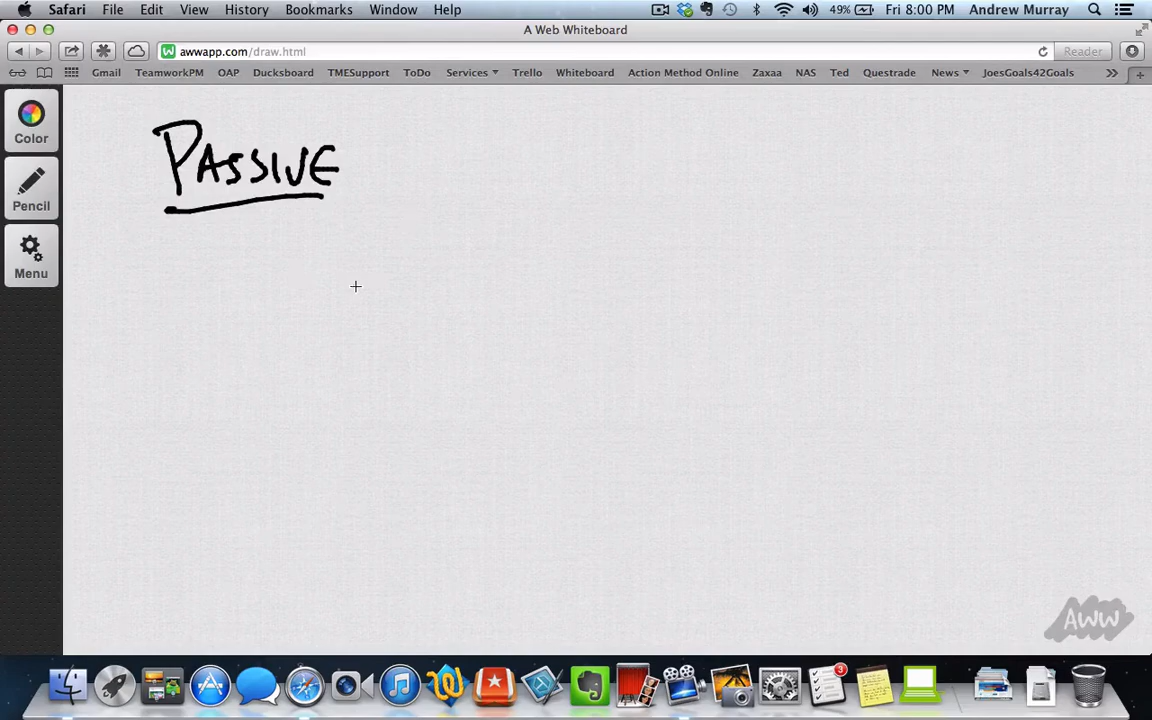 Safari File Edit View History Bookmarks Window Help 49% Fri 8:00 PM Andrew Murray
A Web Whiteboard
awwapp.com/draw.html Reader
Gmail TeamworkPM OAP Ducksboard TMESupport ToDo Services Trello Whiteboard Action Method Online Zaxaa NAS Ted Questrade News JoesGoals42Goals
Color
Pencil
Menu
PASSIVE
AWW
3